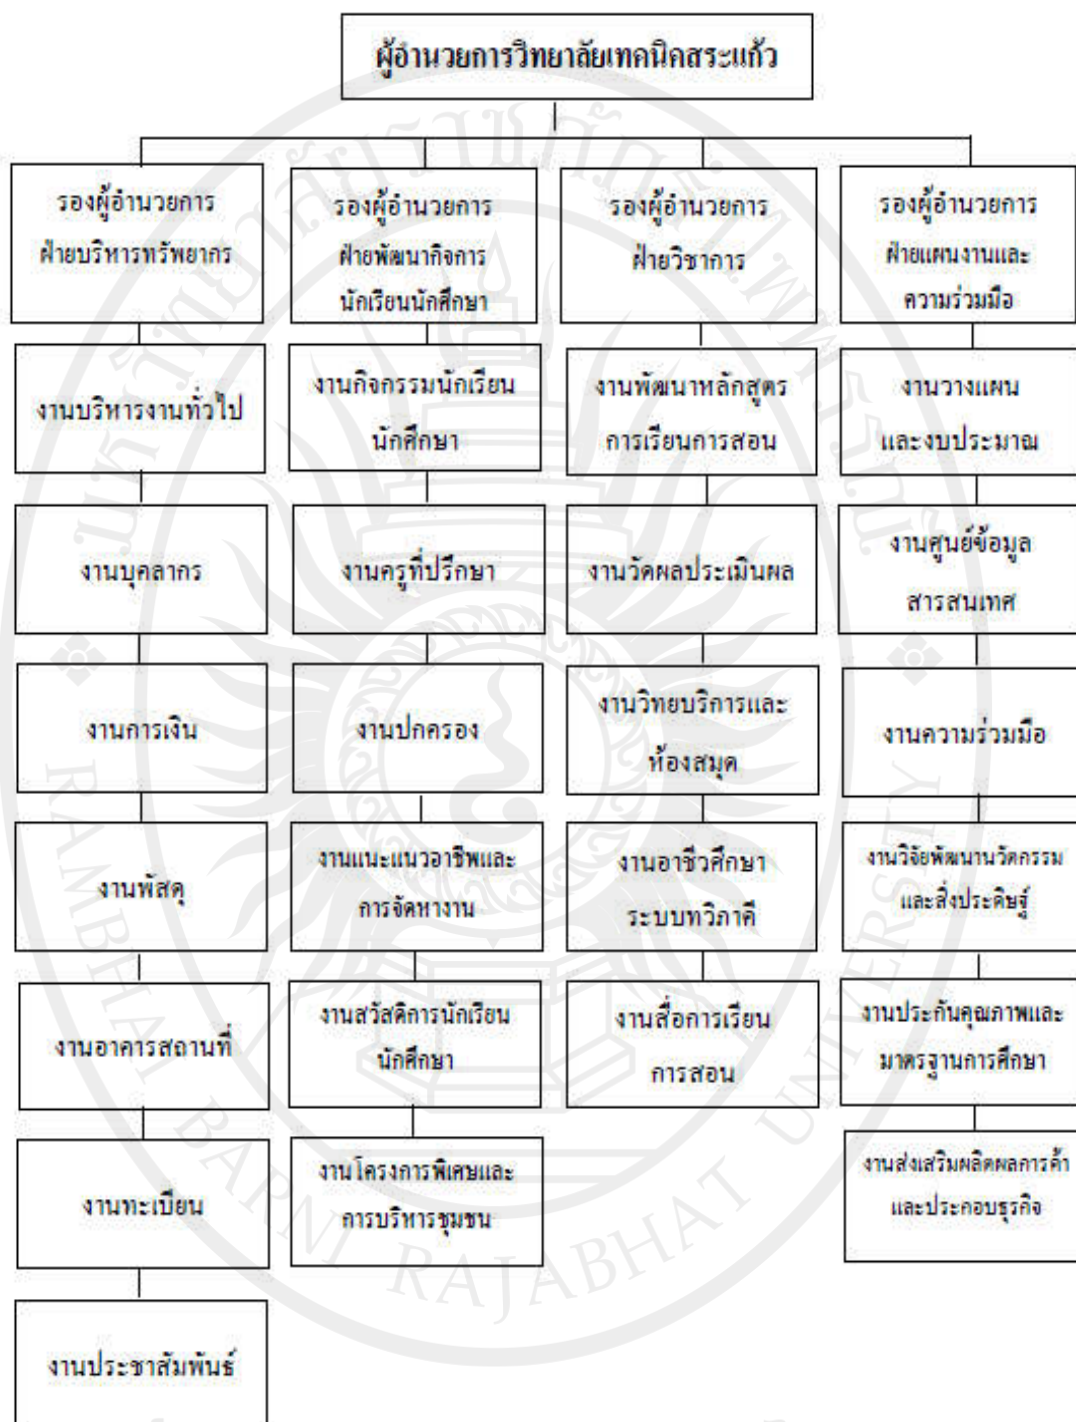 ผู้อำนวยการวิทยาลัยเทคนิคสระแก้ว
รองผู้อำนวยการ
ฝ่ายบริหารทรัพยากร
งานบริหารงานทั่วไป
งานบุคลากร
งานการเงิน
งานพัสดุ
งานอาคารสถานที่
งานทะเบียน
งานประชาสัมพันธ์
รองผู้อำนวยการ
ฝ่ายพัฒนากิจการ
นักเรียนนักศึกษา
งานกิจกรรมนักเรียน
นักศึกษา
งานครูที่ปรึกษา
งานปกครอง
งานแนะแนวอาชีพและ
การจัดหางาน
งานสวัสดิการนักเรียน
นักศึกษา
งานโครงการพิเศษและ
การบริหารชุมชน
รองผู้อำนวยการ
ฝ่ายวิชาการ
งานพัฒนาหลักสูตร
การเรียนการสอน
งานวัดผลประเมินผล
งานวิทยบริการและ
ห้องสมุด
งานอาชีวศึกษา
ระบบทวิภาคี
งานสื่อการเรียน
การสอน
รองผู้อำนวยการ
ฝ่ายแผนงานและ
ความร่วมมือ
งานวางแผน
และงบประมาณ
งานศูนย์ข้อมูล
สารสนเทศ
งานความร่วมมือ
งานวิจัยพัฒนานวัตกรรม
และสิ่งประดิษฐ์
งานประกันคุณภาพและ
มาตรฐานการศึกษา
งานส่งเสริมผลิตผลการค้า
และประกอบธุรกิจ
RAMBHAI BARNI RAJABHAT UNIVERSITY